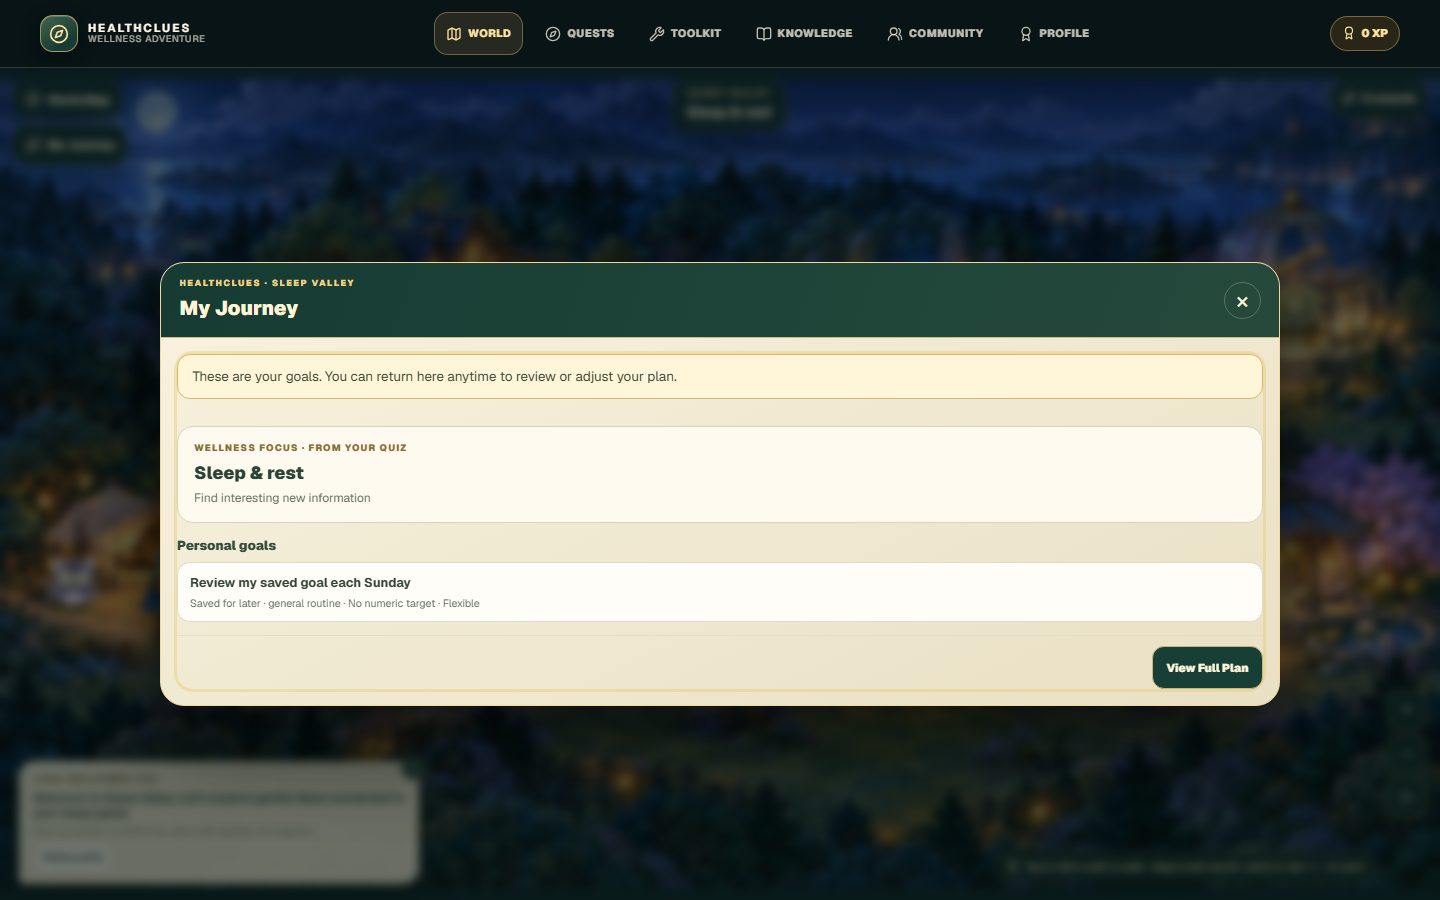 HEALTHCLUES
WELLNESS ADVENTURE
WORLD
QUESTS
TOOLKIT
KNOWLEDGE
COMMUNITY
PROFILE
0 XP
HEALTHCLUES · SLEEP VALLEY
My Journey
These are your goals. You can return here anytime to review or adjust your plan.
WELLNESS FOCUS · FROM YOUR QUIZ
Sleep & rest
Find interesting new information
Personal goals
Review my saved goal each Sunday
Saved for later · general routine · No numeric target · Flexible
View Full Plan